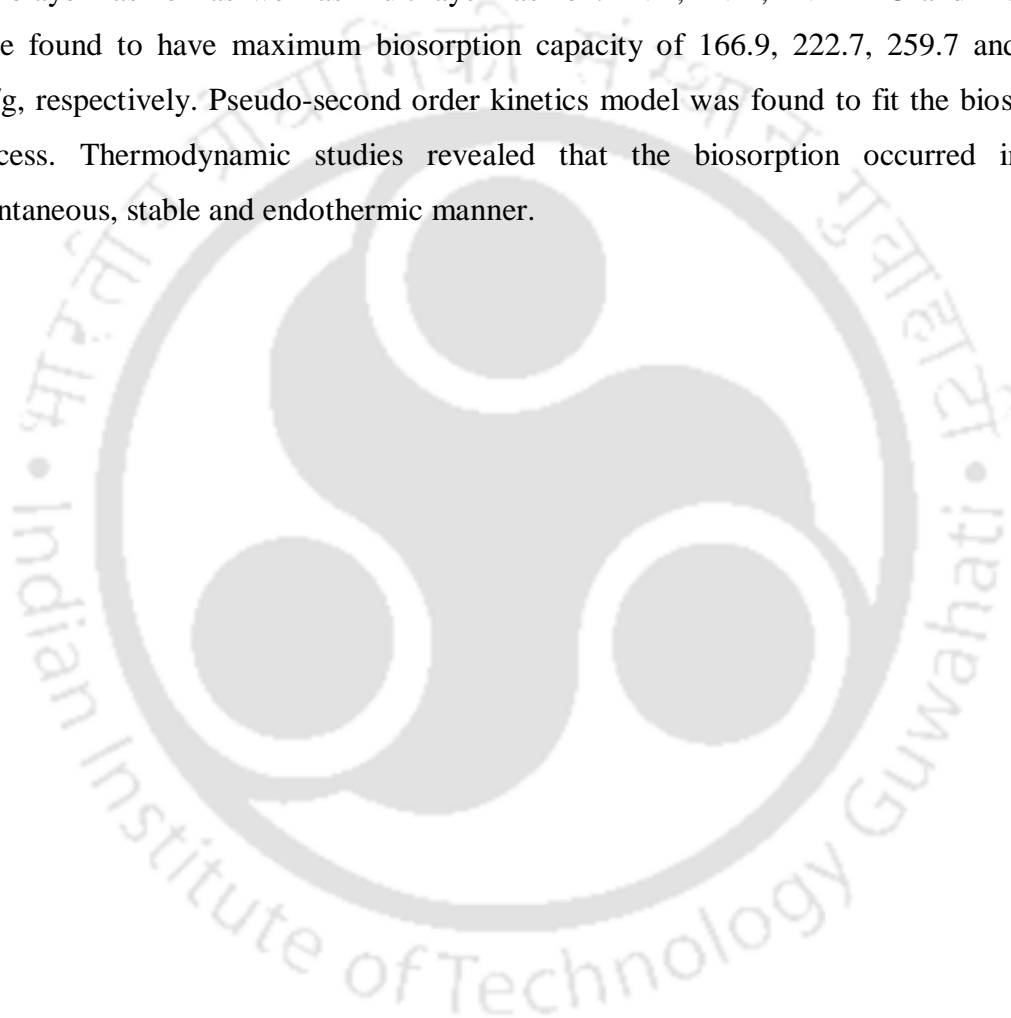 e found to have maximum biosorption capacity of 166.9, 222.7, 259.7 and
g, respectively. Pseudo-second order kinetics model was found to fit the bios
cess. Thermodynamic studies revealed that the biosorption occurred
ntaneous, stable and endothermic manner.
भारतीय प्रौद्योगिकी संस्थान गुवाहाटी
• Indian Institute of Technology Guwahati •